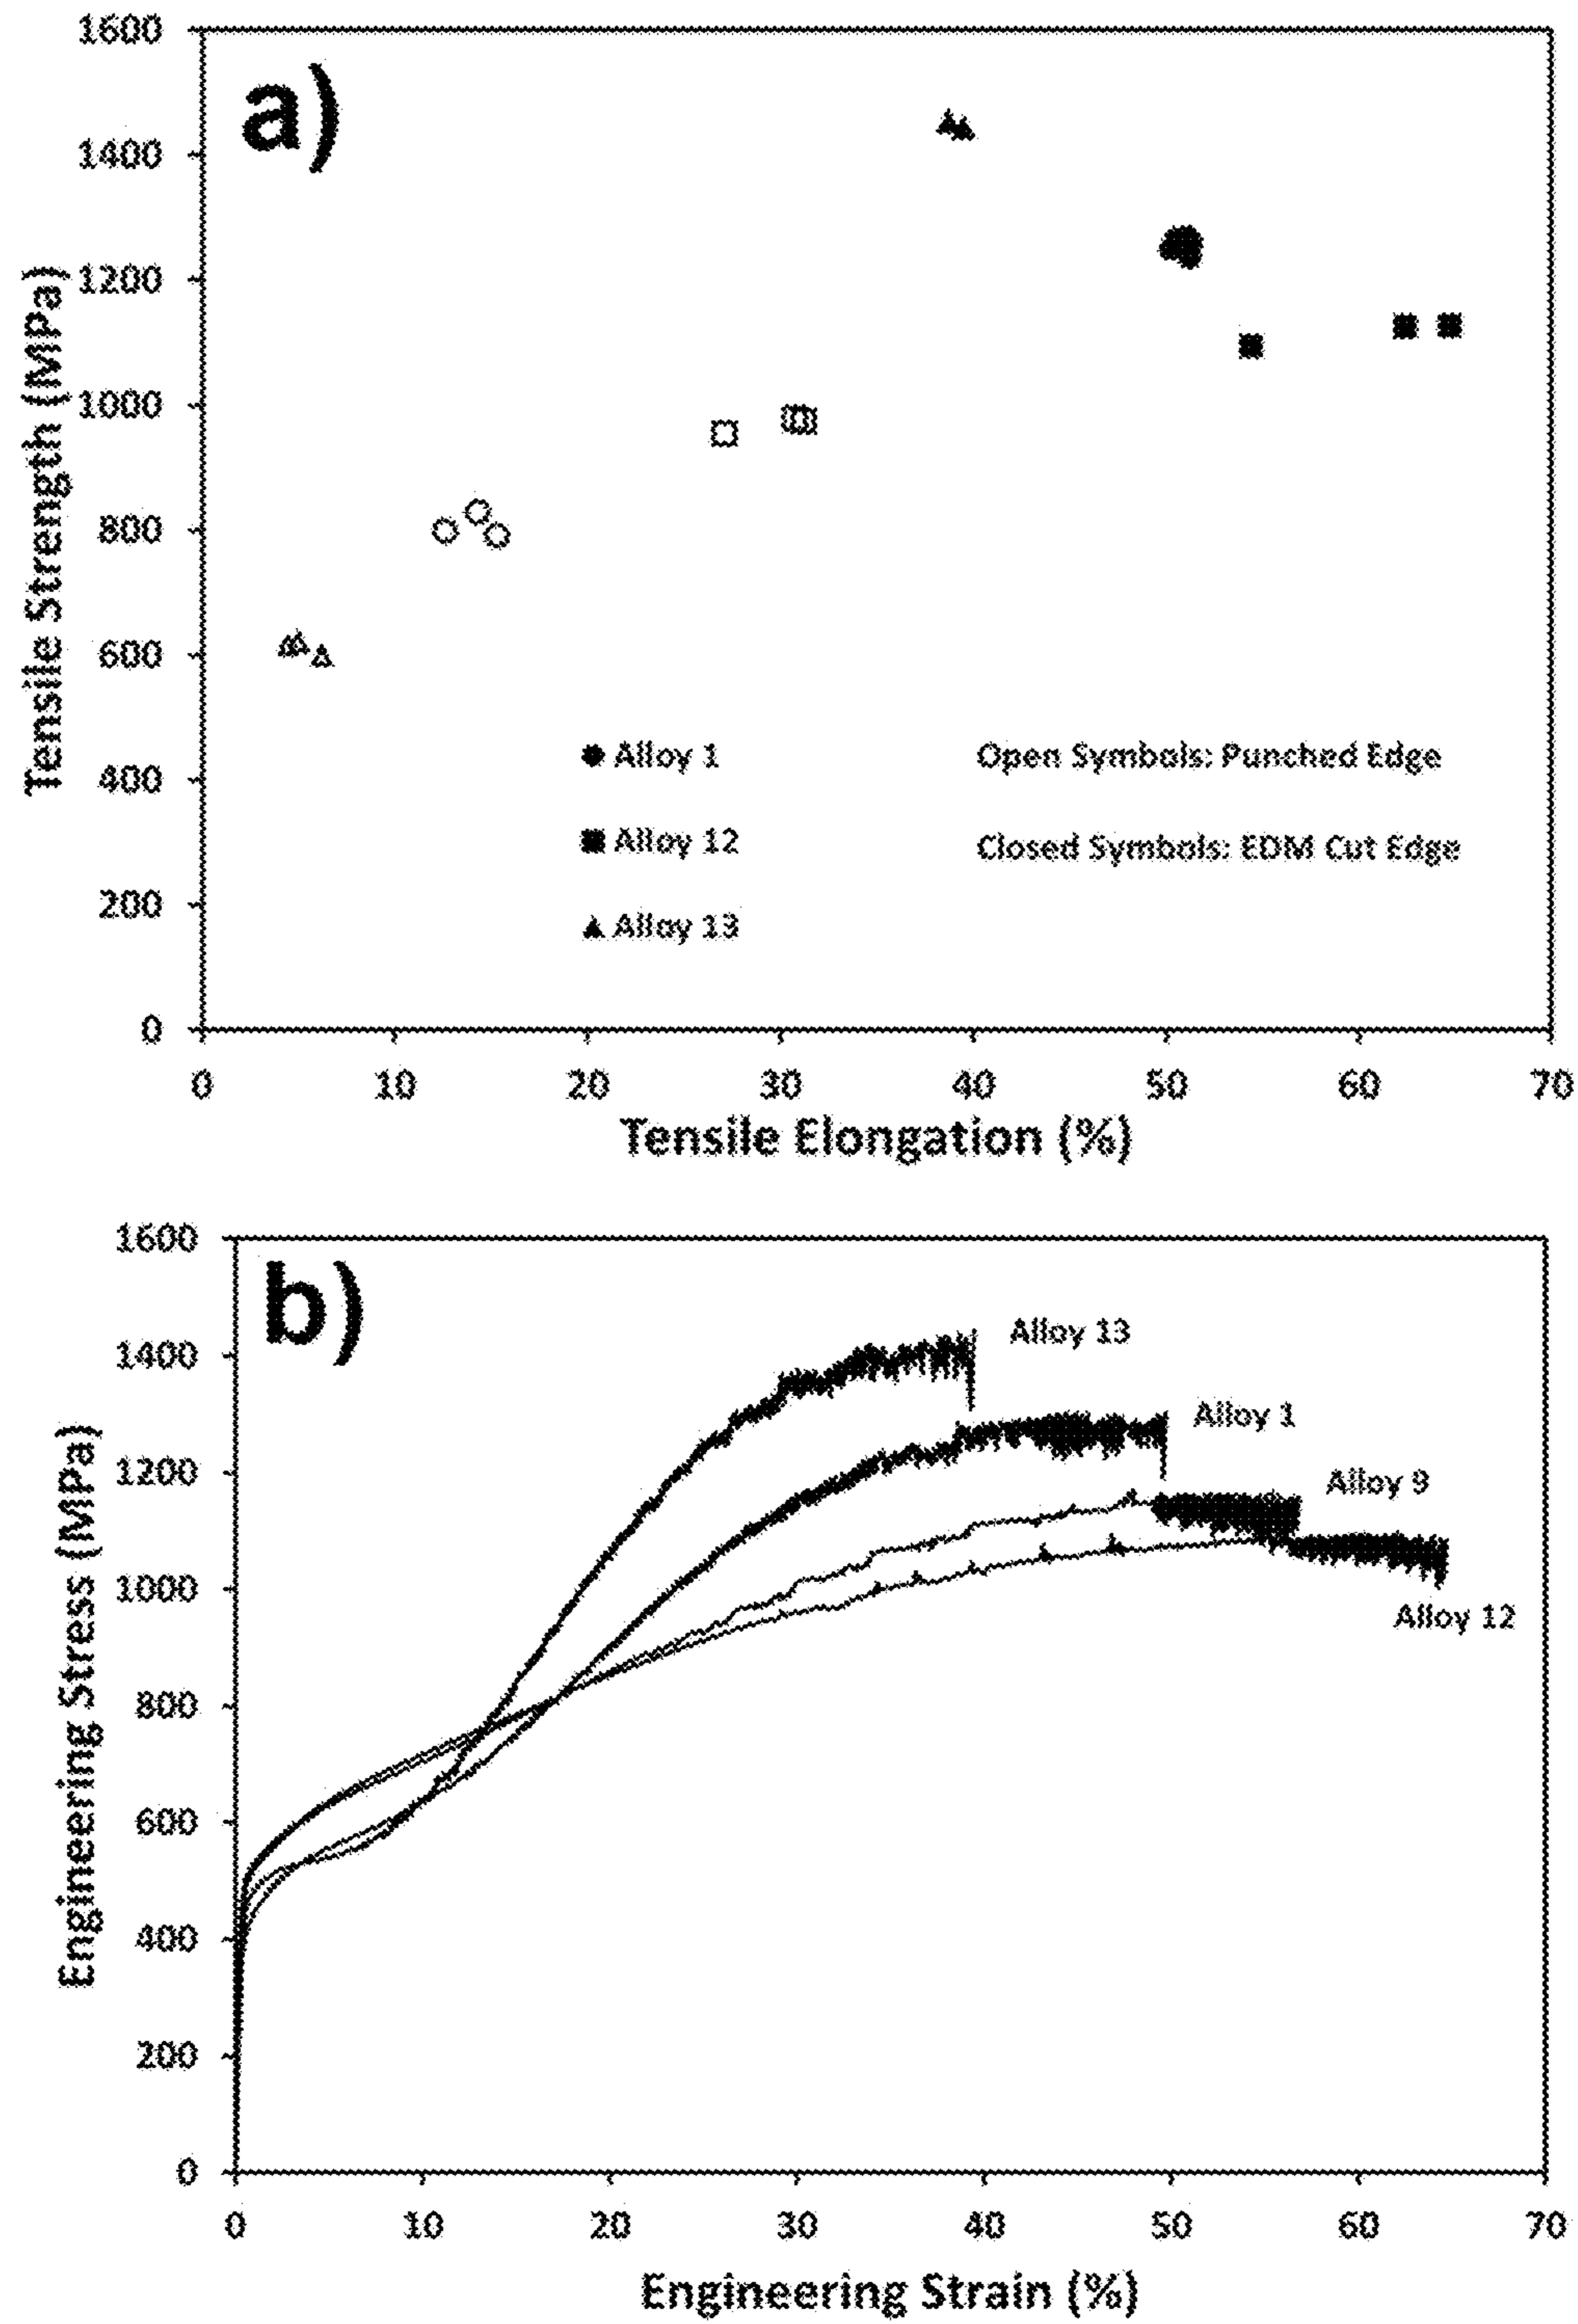 a)
1600
1400
1200
1000
800
600
400
200
0
Tensile Strength (MPa)
Alloy 1
Alloy 12
Alloy 13
Open Symbols: Punched Edge
Closed Symbols: EDM Cut Edge
0 10 20 30 40 50 60 70
Tensile Elongation (%)
b)
1600
1400
1200
1000
800
600
400
200
0
Engineering Stress (MPa)
Alloy 13
Alloy 1
Alloy 9
Alloy 12
0 10 20 30 40 50 60 70
Engineering Strain (%)